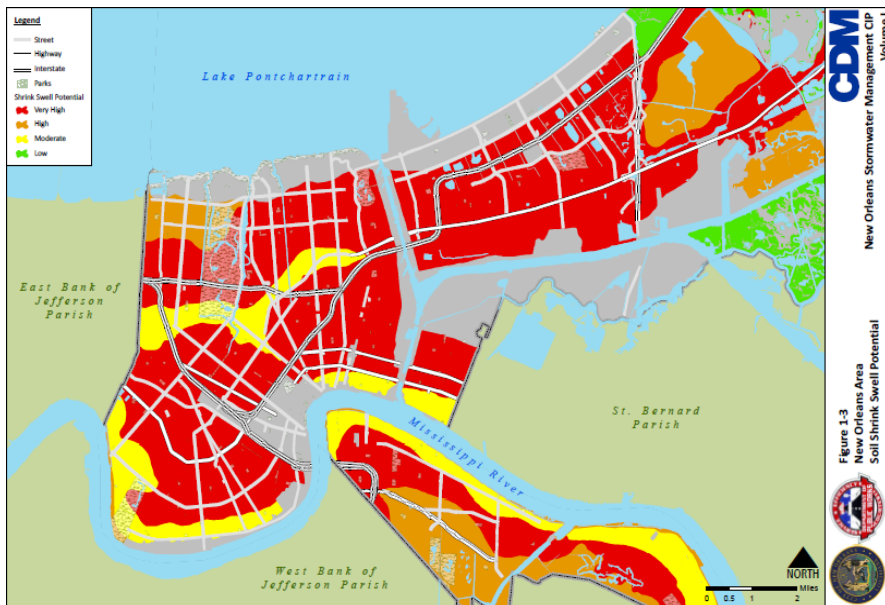 Legend
Street
Highway
Interstate
Parks
Shrink Swell Potential
Very High
High
Moderate
Low
Lake Pontchartrain
East Bank of
Jefferson
Parish
St. Bernard
Parish
Mississippi River
West Bank of
Jefferson Parish
NORTH
Miles
0 0.5 1 2
CDM
New Orleans Stormwater Management CIP
Volume I
Figure 1-3
New Orleans Area
Soil Shrink Swell Potential